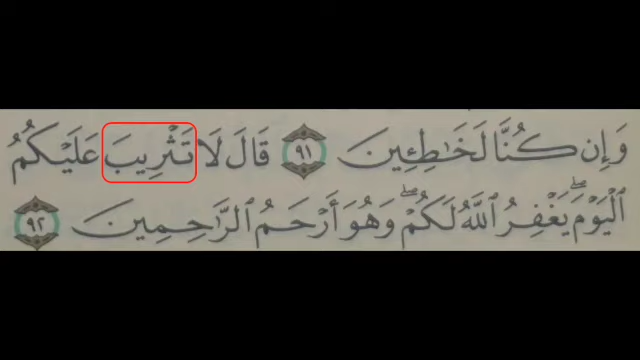 وَإِن كُنَّا لَخَٰطِـِٔينَ ٩١ قَالَ لَا تَثْرِيبَ عَلَيْكُمُ
ٱلْيَوْمَۖ يَغْفِرُ ٱللَّهُ لَكُمْۖ وَهُوَ أَرْحَمُ ٱلرَّٰحِمِينَ ٩٢